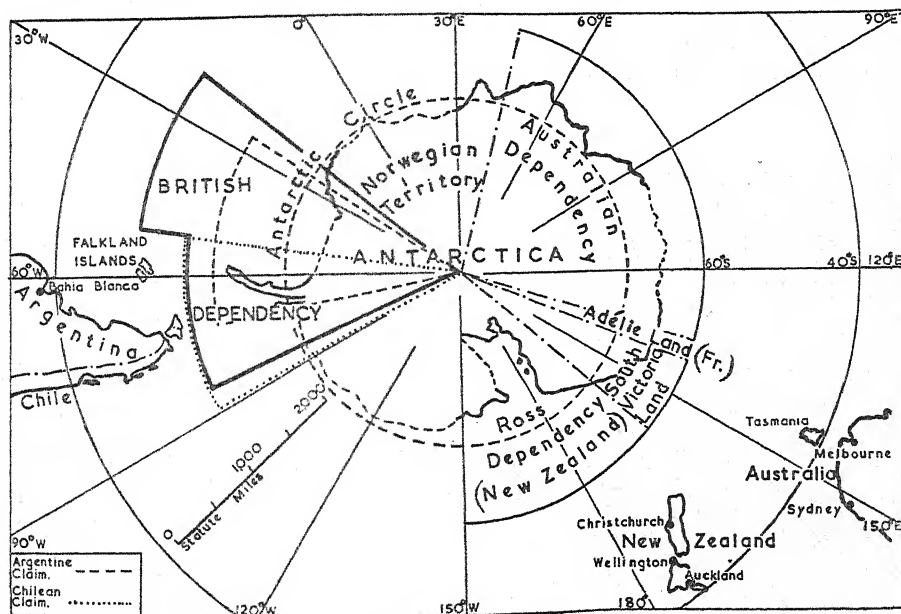 30°W
0°
30°E
60°E
90°E
Antarctic Circle
Norwegian
Territory
Australian
Dependency
BRITISH
ANTARCTICA
FALKLAND
ISLANDS
60°W
Bahia Blanca
60°S
40°S
120°E
DEPENDENCY
Argentina
Chile
Adélie Land (Fr.)
South
Victoria
Land
Ross
Dependency
(New Zealand)
2000
1000
0
Statute Miles
Tasmania
Melbourne
Australia
Sydney
150°E
Christchurch
New Zealand
Wellington
Auckland
90°W
120°W
150°W
180°
Argentine
Claim.
Chilean
Claim.